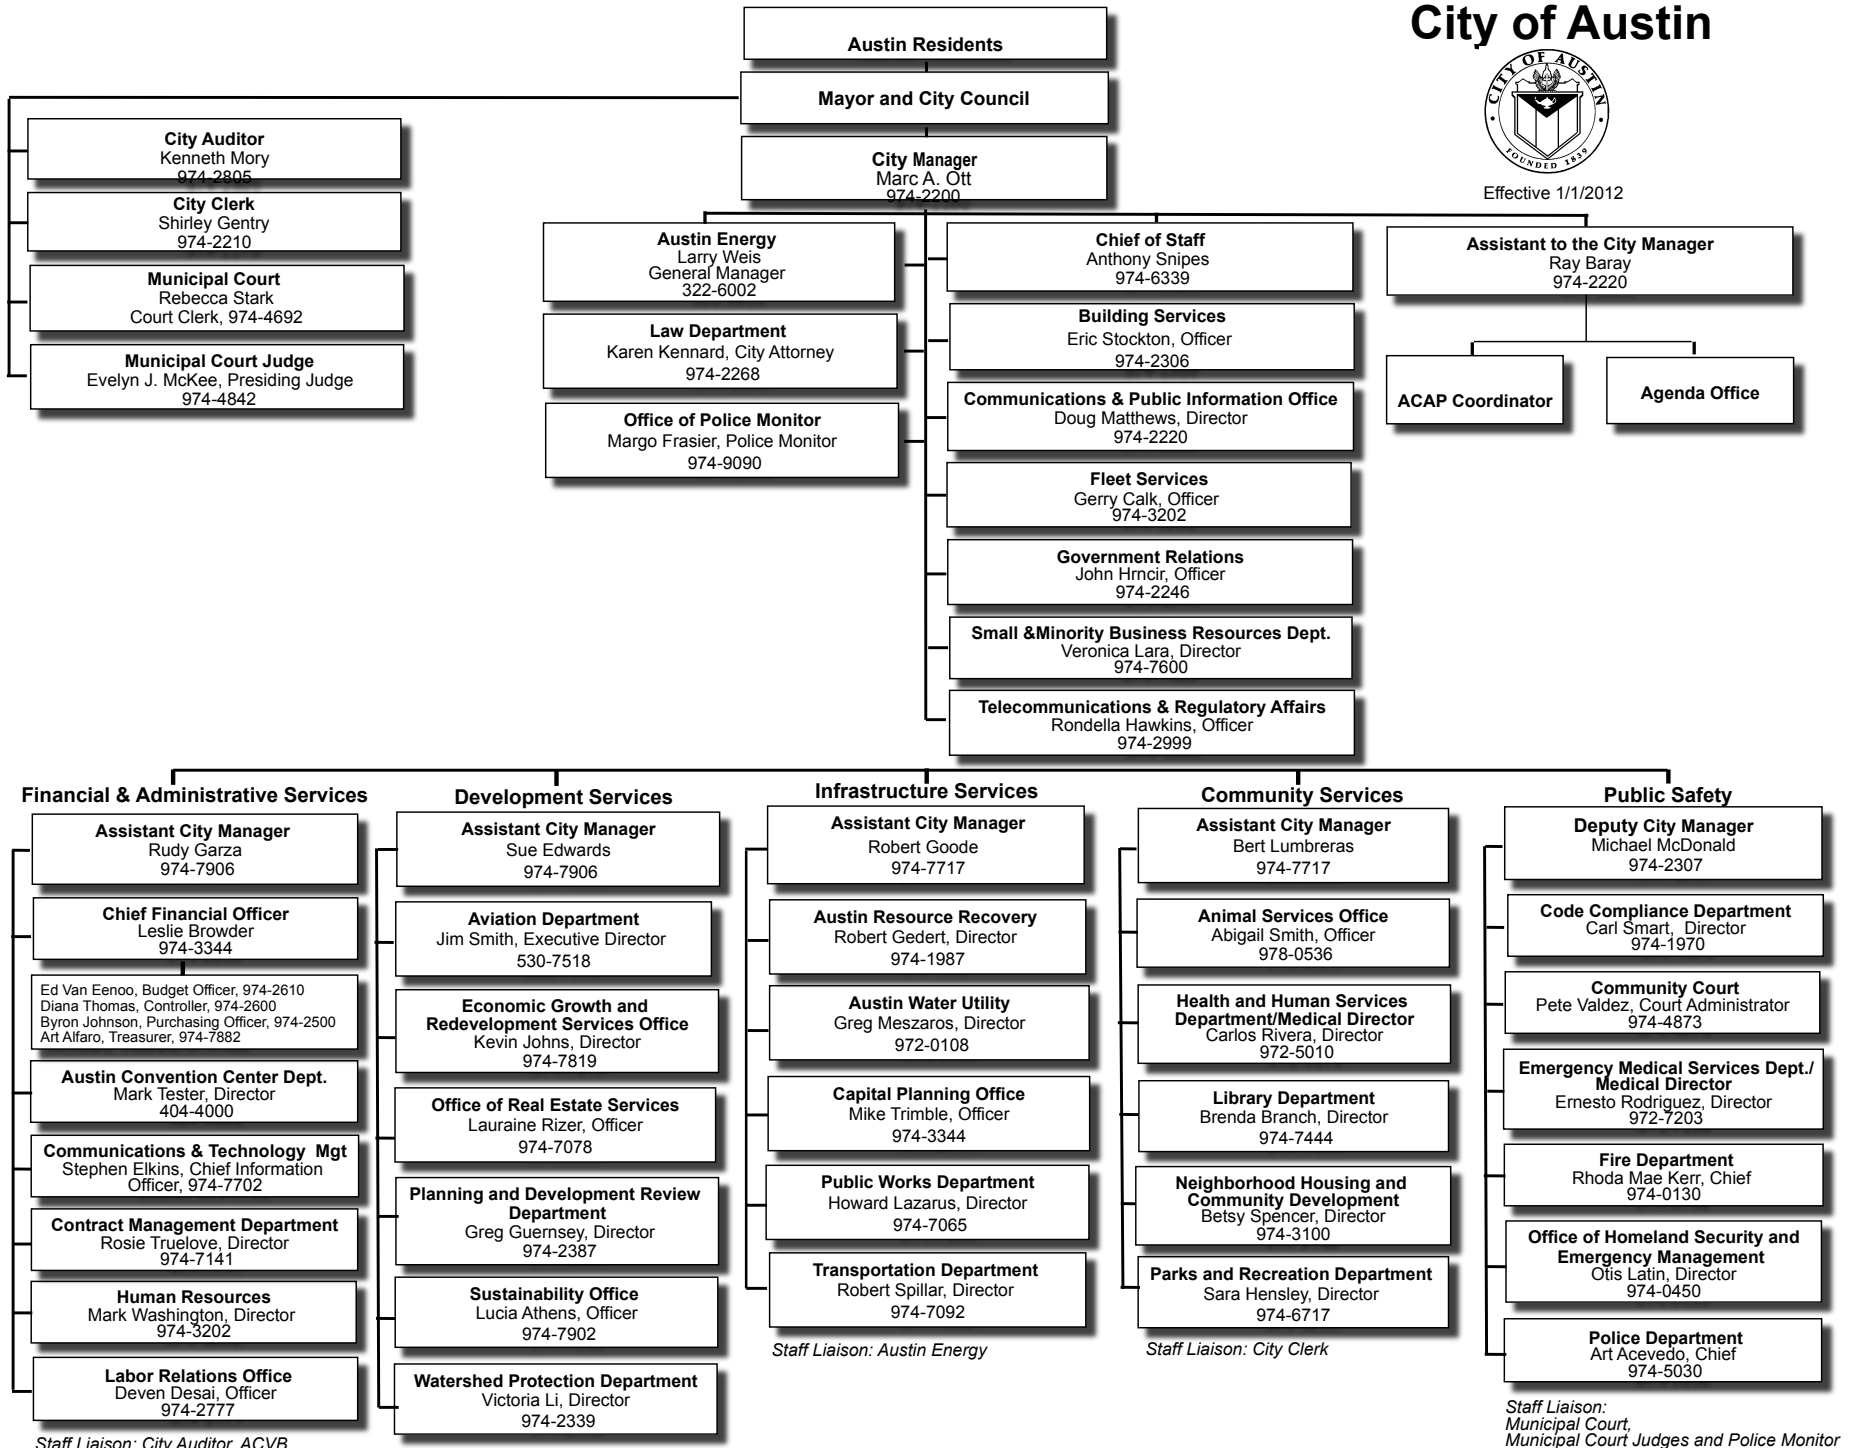 City of Austin
CITY OF AUSTIN
FOUNDED 1839
Effective 1/1/2012
Austin Residents
Mayor and City Council
City Manager
Marc A. Ott
974-2200
City Auditor
Kenneth Mory
974-2805
City Clerk
Shirley Gentry
974-2210
Municipal Court
Rebecca Stark
Court Clerk, 974-4692
Municipal Court Judge
Evelyn J. McKee, Presiding Judge
974-4842
Austin Energy
Larry Weis
General Manager
322-6002
Law Department
Karen Kennard, City Attorney
974-2268
Office of Police Monitor
Margo Frasier, Police Monitor
974-9090
Chief of Staff
Anthony Snipes
974-6339
Building Services
Eric Stockton, Officer
974-2306
Communications & Public Information Office
Doug Matthews, Director
974-2220
Fleet Services
Gerry Calk, Officer
974-3202
Government Relations
John Hrncir, Officer
974-2246
Small &Minority Business Resources Dept.
Veronica Lara, Director
974-7600
Telecommunications & Regulatory Affairs
Rondella Hawkins, Officer
974-2999
Assistant to the City Manager
Ray Baray
974-2220
ACAP Coordinator
Agenda Office
Financial & Administrative Services
Assistant City Manager
Rudy Garza
974-7906
Chief Financial Officer
Leslie Browder
974-3344
Ed Van Eenoo, Budget Officer, 974-2610
Diana Thomas, Controller, 974-2600
Byron Johnson, Purchasing Officer, 974-2500
Art Alfaro, Treasurer, 974-7882
Austin Convention Center Dept.
Mark Tester, Director
404-4000
Communications & Technology Mgt
Stephen Elkins, Chief Information
Officer, 974-7702
Contract Management Department
Rosie Truelove, Director
974-7141
Human Resources
Mark Washington, Director
974-3202
Labor Relations Office
Deven Desai, Officer
974-2777
Staff Liaison: City Auditor, ACVB
Development Services
Assistant City Manager
Sue Edwards
974-7906
Aviation Department
Jim Smith, Executive Director
530-7518
Economic Growth and
Redevelopment Services Office
Kevin Johns, Director
974-7819
Office of Real Estate Services
Lauraine Rizer, Officer
974-7078
Planning and Development Review
Department
Greg Guernsey, Director
974-2387
Sustainability Office
Lucia Athens, Officer
974-7902
Watershed Protection Department
Victoria Li, Director
974-2339
Infrastructure Services
Assistant City Manager
Robert Goode
974-7717
Austin Resource Recovery
Robert Gedert, Director
974-1987
Austin Water Utility
Greg Meszaros, Director
972-0108
Capital Planning Office
Mike Trimble, Officer
974-3344
Public Works Department
Howard Lazarus, Director
974-7065
Transportation Department
Robert Spillar, Director
974-7092
Staff Liaison: Austin Energy
Community Services
Assistant City Manager
Bert Lumbreras
974-7717
Animal Services Office
Abigail Smith, Officer
978-0536
Health and Human Services
Department/Medical Director
Carlos Rivera, Director
972-5010
Library Department
Brenda Branch, Director
974-7444
Neighborhood Housing and
Community Development
Betsy Spencer, Director
974-3100
Parks and Recreation Department
Sara Hensley, Director
974-6717
Staff Liaison: City Clerk
Public Safety
Deputy City Manager
Michael McDonald
974-2307
Code Compliance Department
Carl Smart, Director
974-1970
Community Court
Pete Valdez, Court Administrator
974-4873
Emergency Medical Services Dept./
Medical Director
Ernesto Rodriguez, Director
972-7203
Fire Department
Rhoda Mae Kerr, Chief
974-0130
Office of Homeland Security and
Emergency Management
Otis Latin, Director
974-0450
Police Department
Art Acevedo, Chief
974-5030
Staff Liaison:
Municipal Court,
Municipal Court Judges and Police Monitor